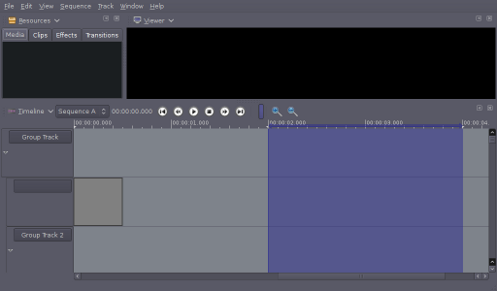 File Edit View Sequence Track Window Help
Resources
Viewer
Media Clips Effects Transitions
Timeline Sequence A 00:00:00.000
00:00:00.000 00:00:01.000 00:00:02.000 00:00:03.000 00:00:04
Group Track
Group Track 2